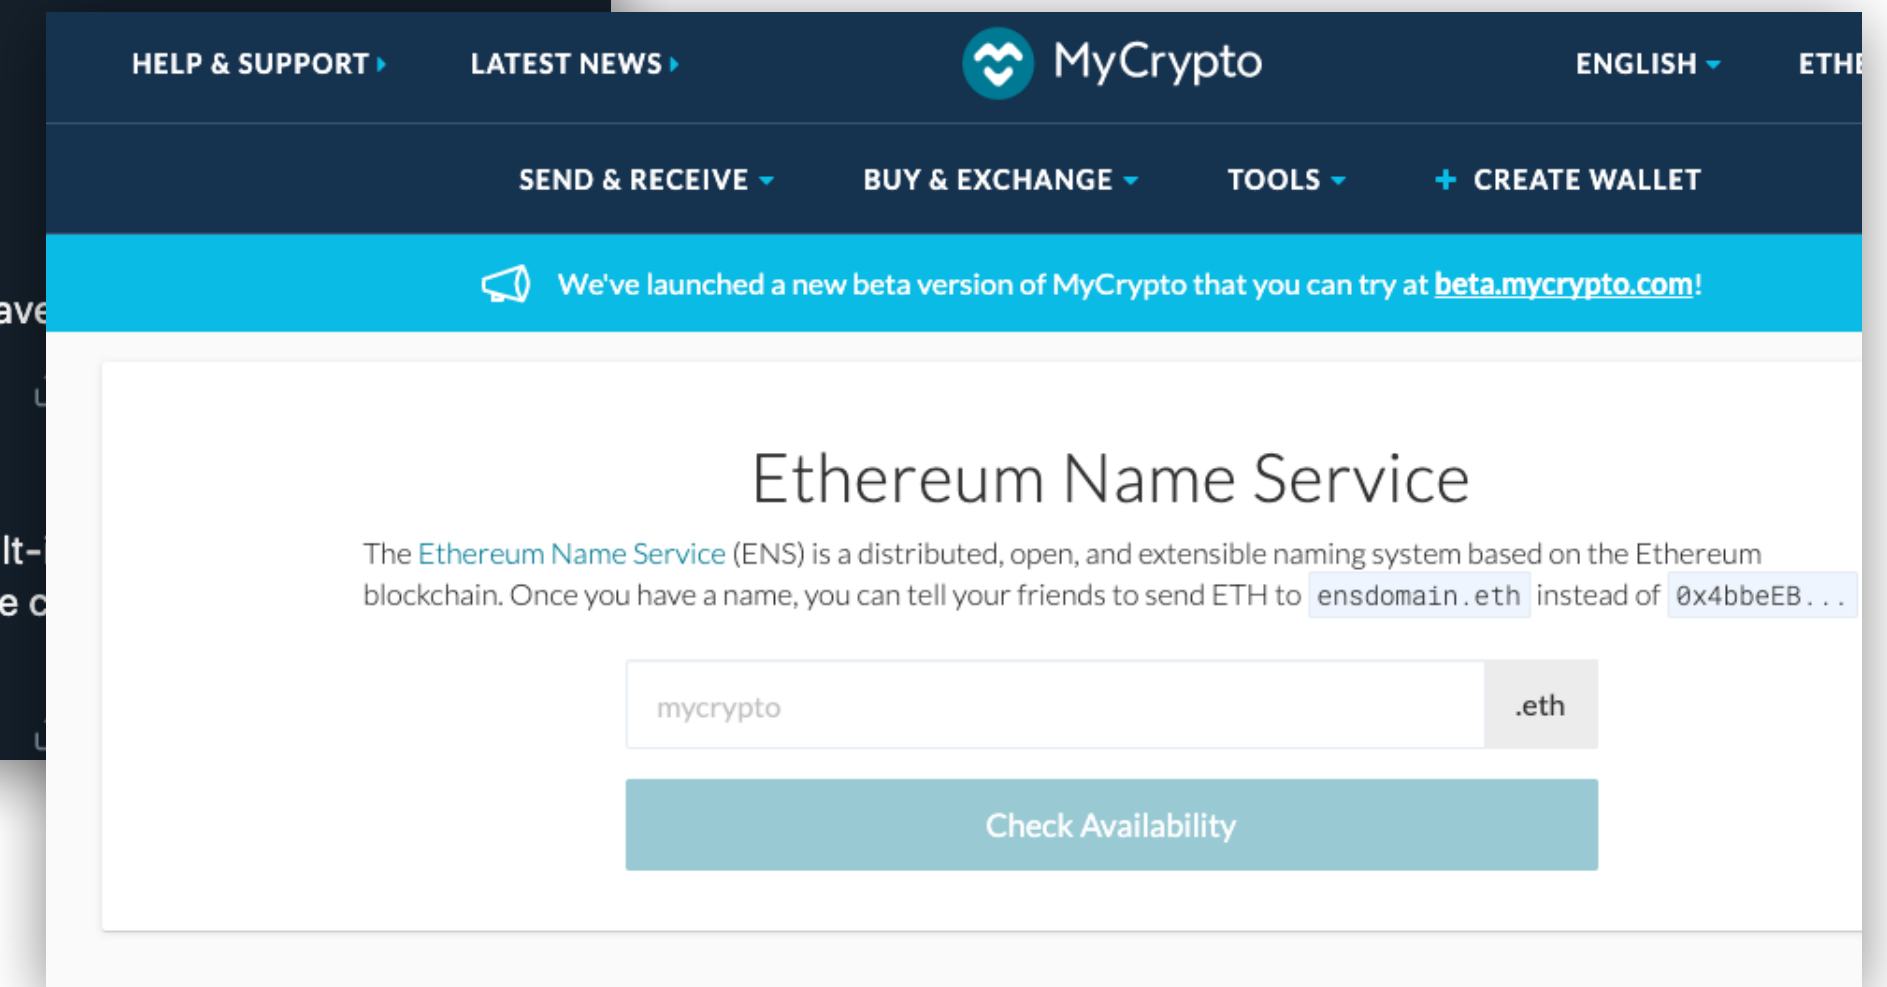 HELP & SUPPORT LATEST NEWS MyCrypto ENGLISH
SEND & RECEIVE BUY & EXCHANGE TOOLS + CREATE WALLET
We've launched a new beta version of MyCrypto that you can try at beta.mycrypto.com!
Ethereum Name Service
The Ethereum Name Service (ENS) is a distributed, open, and extensible naming system based on the Ethereum
blockchain. Once you have a name, you can tell your friends to send ETH to ensdomain.eth instead of 0x4bbeEB...
mycrypto .eth
Check Availability